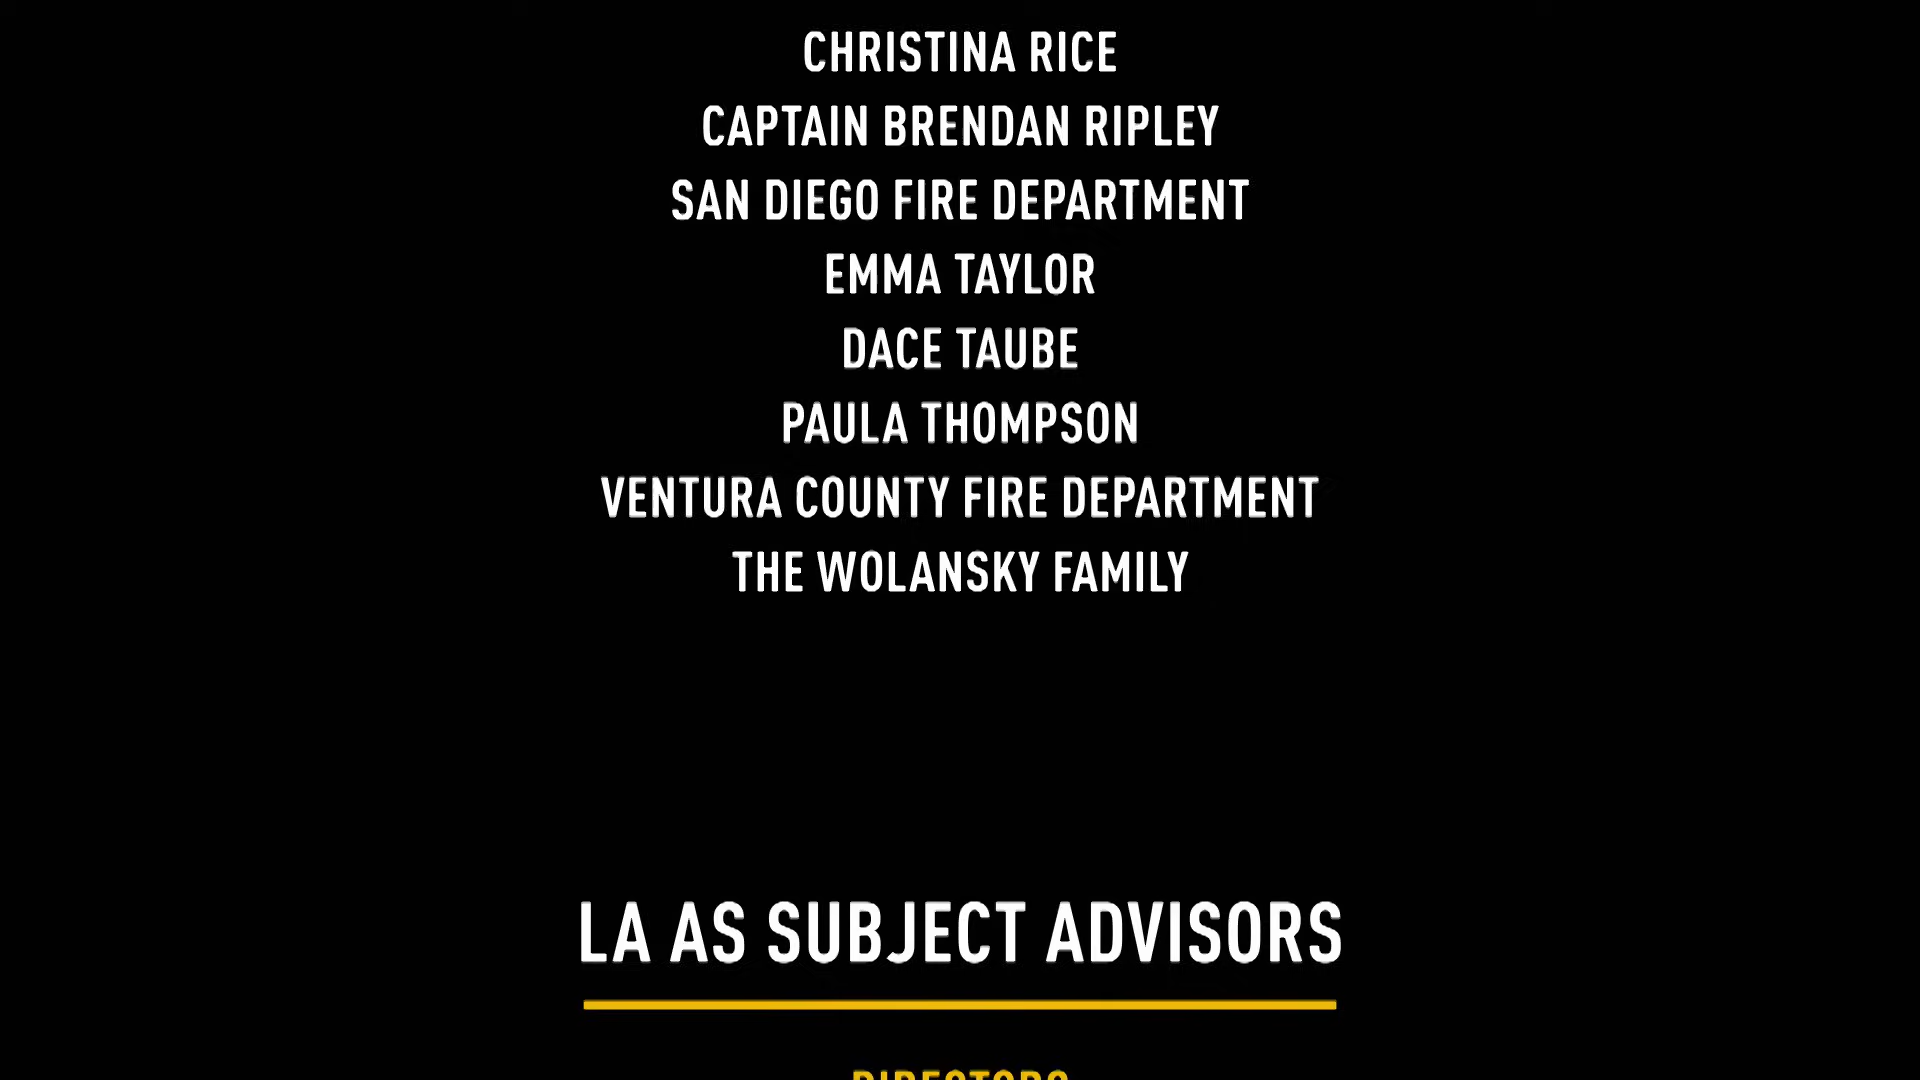 CHRISTINA RICE
CAPTAIN BRENDAN RIPLEY
SAN DIEGO FIRE DEPARTMENT
EMMA TAYLOR
DACE TAUBE
PAULA THOMPSON
VENTURA COUNTY FIRE DEPARTMENT
THE WOLANSKY FAMILY
LA AS SUBJECT ADVISORS
DIRECTORS